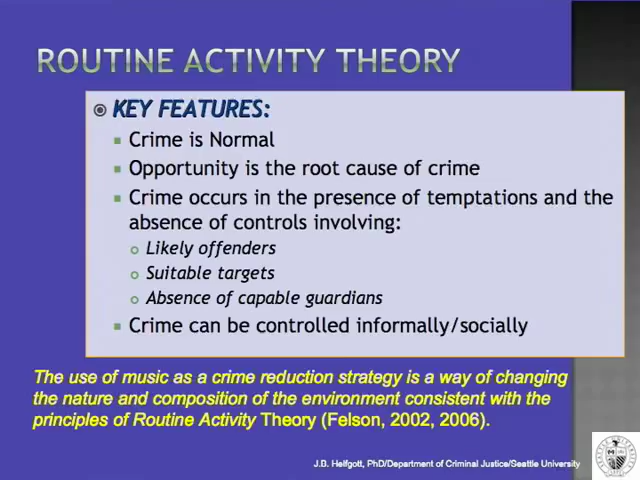 ROUTINE ACTIVITY THEORY
KEY FEATURES:
Crime is Normal
Opportunity is the root cause of crime
Crime occurs in the presence of temptations and the
absence of controls involving:
Likely offenders
Suitable targets
Absence of capable guardians
Crime can be controlled informally/socially
The use of music as a crime reduction strategy is a way of changing
the nature and composition of the environment consistent with the
principles of Routine Activity Theory (Felson, 2002, 2006).
J.B. Helfgott, PhD/Department of Criminal Justice/Seattle University